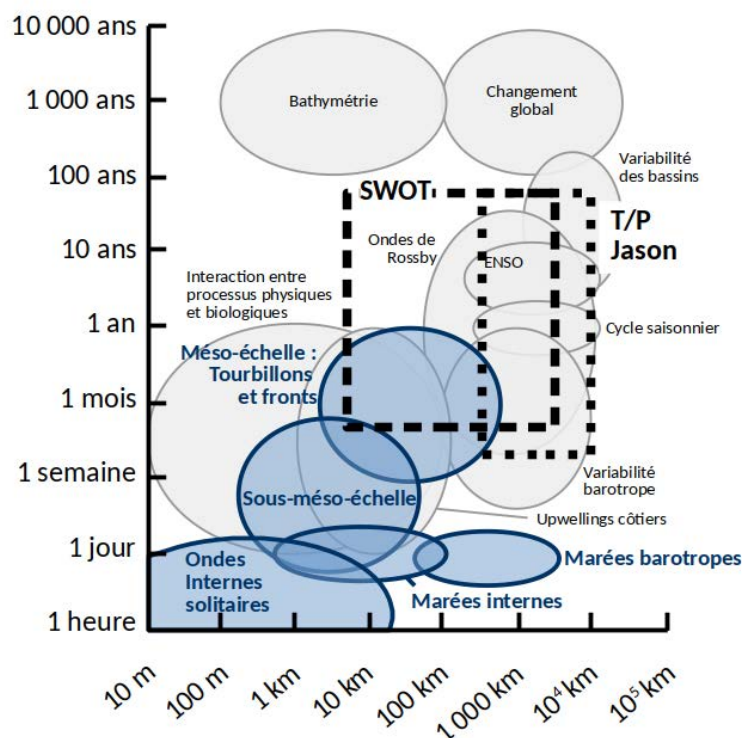 10 000 ans
1 000 ans
100 ans
10 ans
1 an
1 mois
1 semaine
1 jour
1 heure
Bathymétrie
Changement
global
Variabilité
des bassins
SWOT
T/P
Jason
Ondes de
Rossby
ENSO
Interaction entre
processus physiques
et biologiques
Cycle saisonnier
Méso-échelle :
Tourbillons
et fronts
Variabilité
barotrope
Sous-méso-échelle
Upwellings côtiers
Ondes
Internes
solitaires
Marées barotropes
Marées internes
10 m
100 m
1 km
10 km
100 km
1 000 km
10⁴ km
10⁵ km